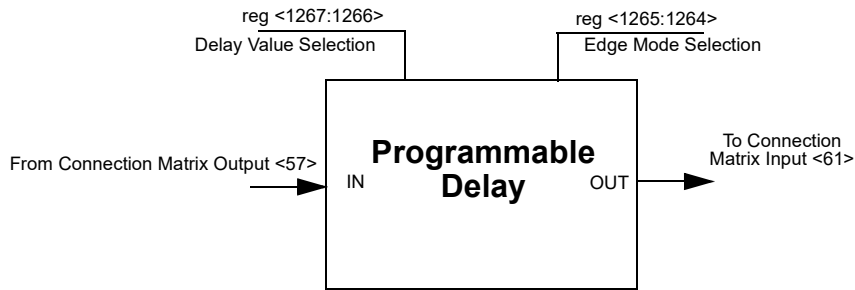 reg <1267:1266>
Delay Value Selection
reg <1265:1264>
Edge Mode Selection
From Connection Matrix Output <57>
IN
Programmable
Delay
OUT
To Connection
Matrix Input <61>